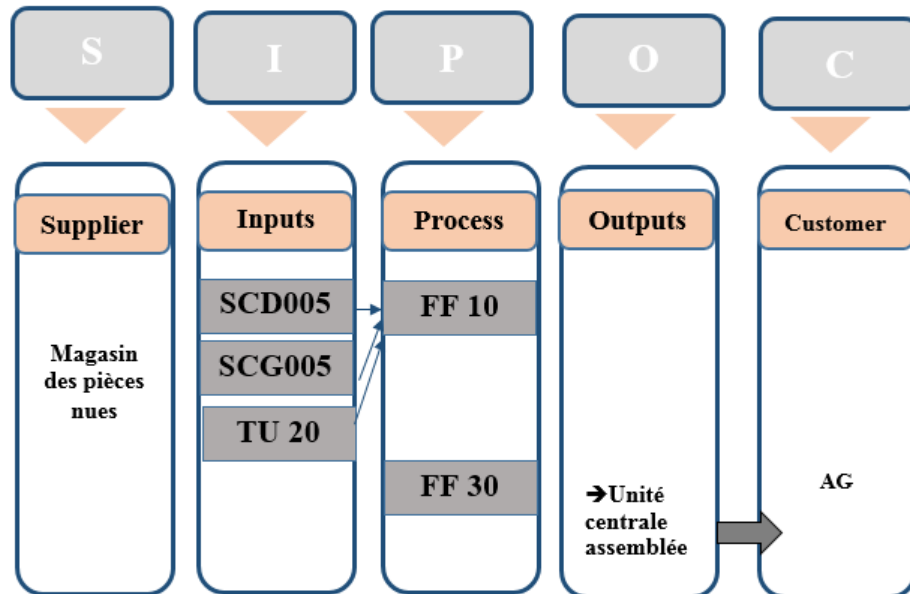 S
I
P
O
C
Supplier
Inputs
Process
Outputs
Customer
Magasin
des pièces
nues
SCD005
SCG005
TU 20
FF 10
FF 30
➔Unité
centrale
assemblée
AG